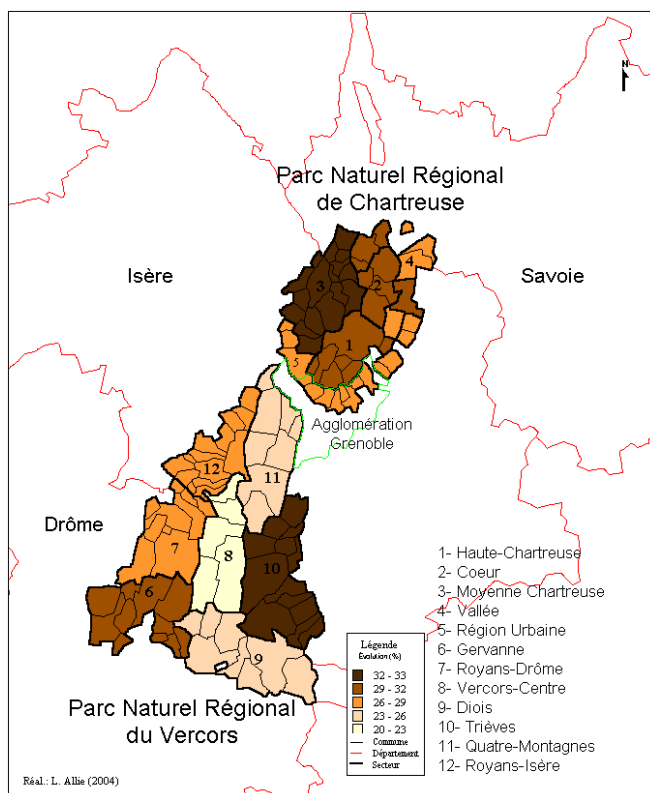 N
Parc Naturel Régional
de Chartreuse
Isère
Savoie
3
2
4
1
5
Agglomération
Grenoble
12
11
Drôme
7
8
10
6
9
1- Haute-Chartreuse
2- Coeur
3- Moyenne Chartreuse
4- Vallée
5- Région Urbaine
6- Gervanne
7- Royans-Drôme
8- Vercors-Centre
9- Diois
10- Trièves
11- Quatre-Montagnes
12- Royans-Isère
Légende
Évolution (%)
32 - 33
29 - 32
26 - 29
23 - 26
20 - 23
Commune
Département
Secteur
Parc Naturel Régional
du Vercors
Réal.: L. Allie (2004)